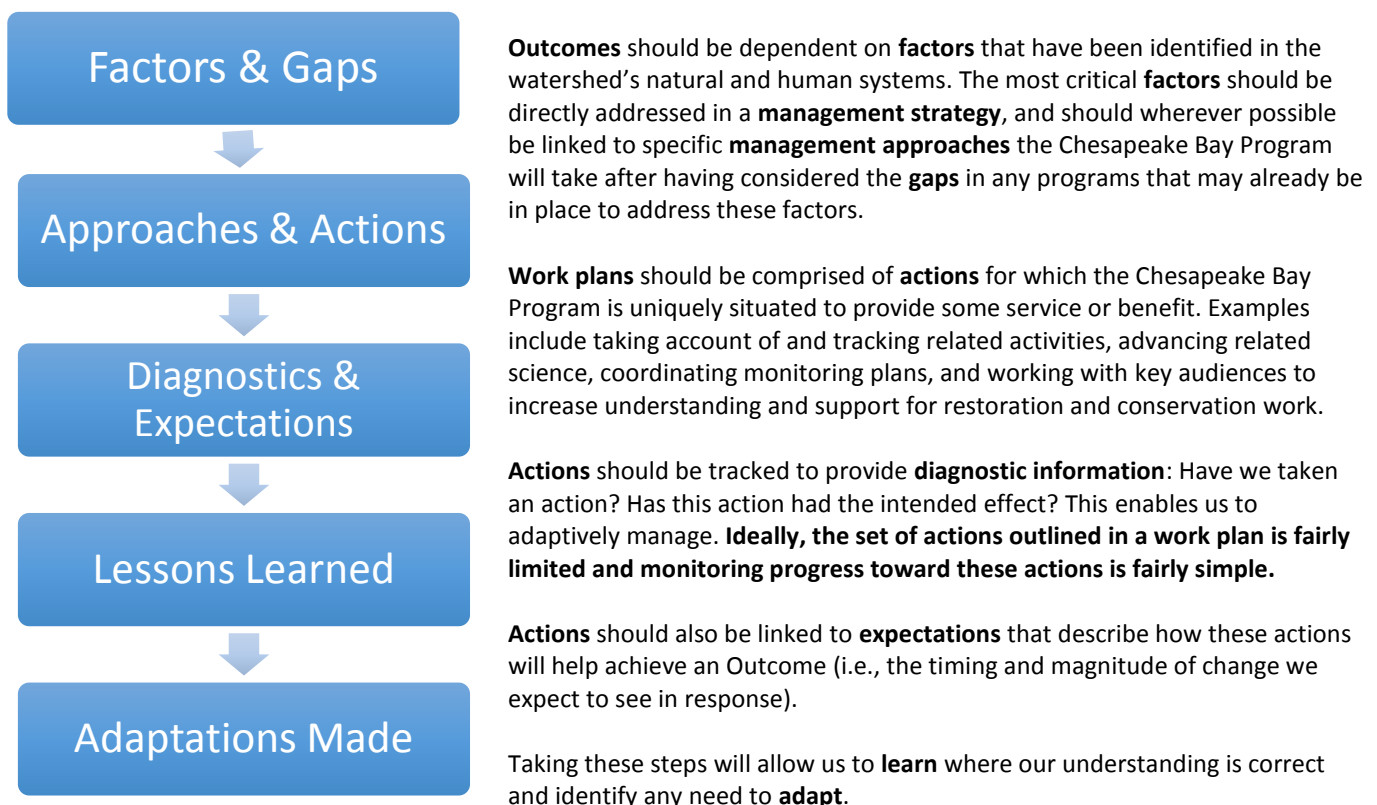 Factors & Gaps
Approaches & Actions
Diagnostics &
Expectations
Lessons Learned
Adaptations Made
Outcomes should be dependent on factors that have been identified in the
watershed’s natural and human systems. The most critical factors should be
directly addressed in a management strategy, and should wherever possible
be linked to specific management approaches the Chesapeake Bay Program
will take after having considered the gaps in any programs that may already be
in place to address these factors.
Work plans should be comprised of actions for which the Chesapeake Bay
Program is uniquely situated to provide some service or benefit. Examples
include taking account of and tracking related activities, advancing related
science, coordinating monitoring plans, and working with key audiences to
increase understanding and support for restoration and conservation work.
Actions should be tracked to provide diagnostic information: Have we taken
an action? Has this action had the intended effect? This enables us to
adaptively manage. Ideally, the set of actions outlined in a work plan is fairly
limited and monitoring progress toward these actions is fairly simple.
Actions should also be linked to expectations that describe how these actions
will help achieve an Outcome (i.e., the timing and magnitude of change we
expect to see in response).
Taking these steps will allow us to learn where our understanding is correct
and identify any need to adapt.